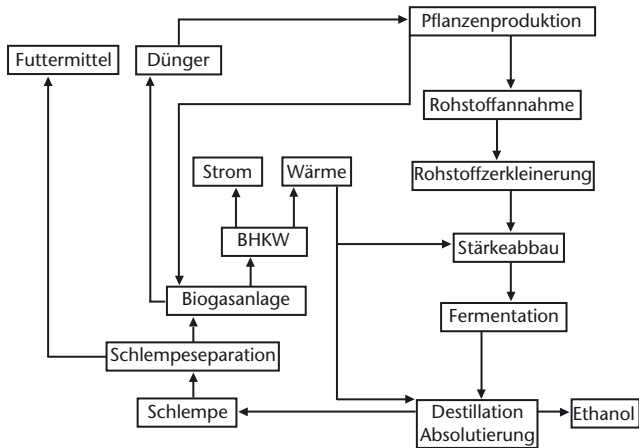 Pflanzenproduktion
Futtermittel
Dünger
Rohstoffannahme
Strom
Wärme
Rohstoffzerkleinerung
BHKW
Stärkeabbau
Biogasanlage
Fermentation
Schlempeseparation
Schlempe
Destillation
Absolutierung
Ethanol